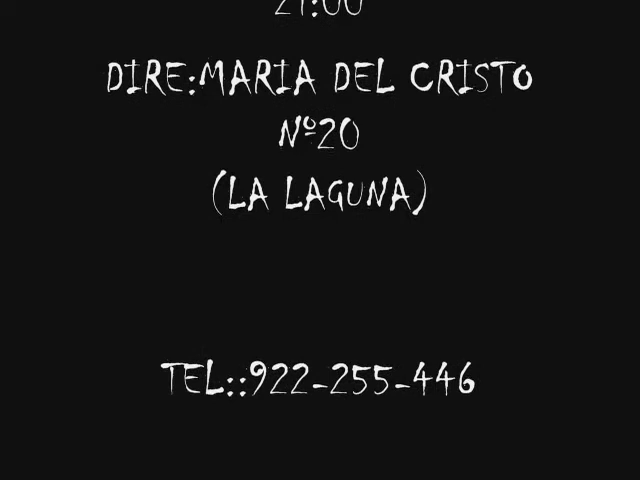 21:00
DIRE:MARIA DEL CRISTO
Nº20
(LA LAGUNA)
TEL::922-255-446